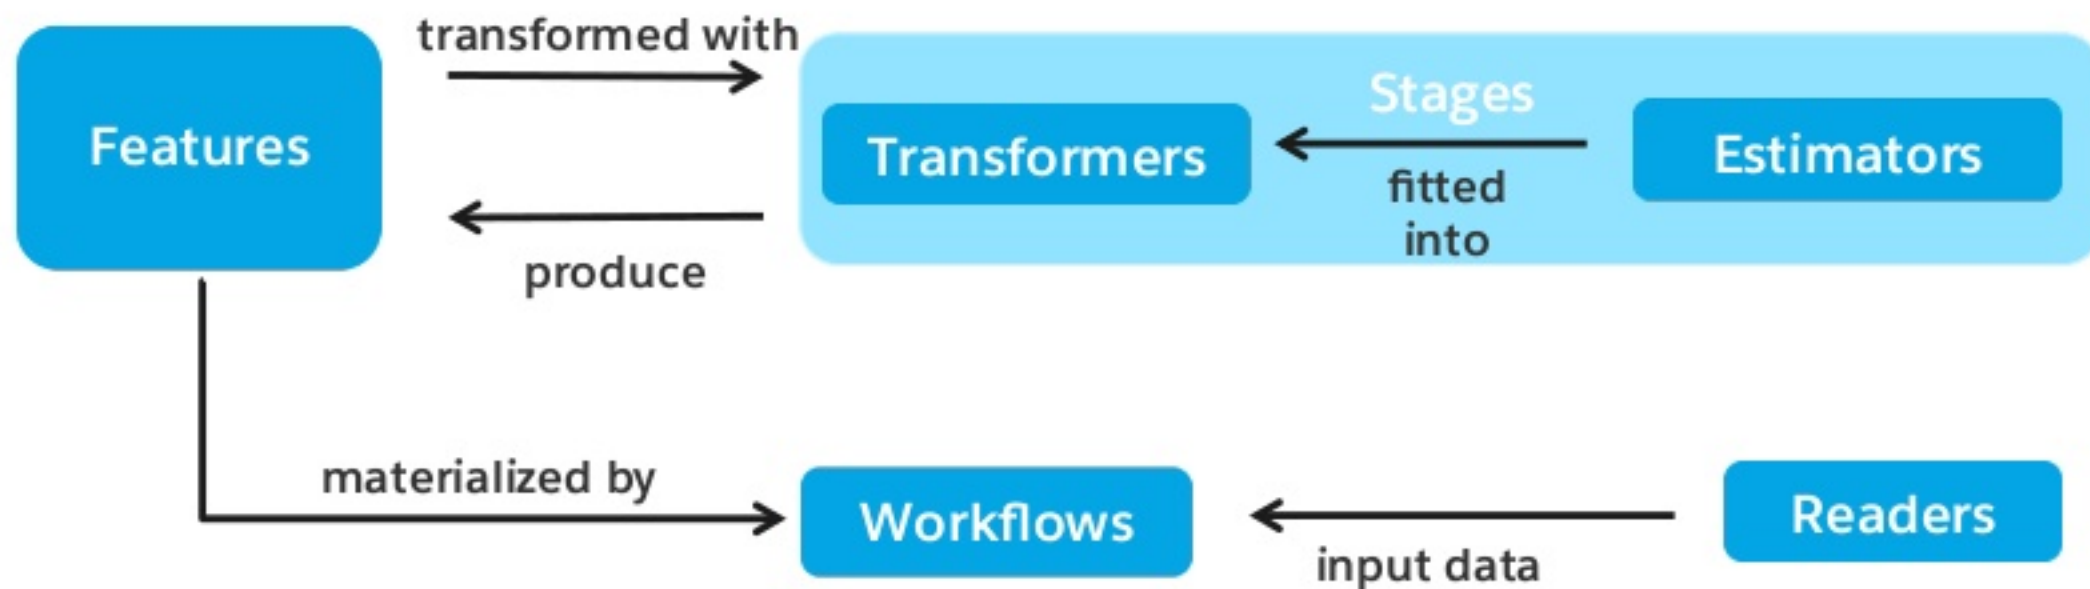 transformed with
Features
Stages
Transformers
Estimators
fitted
into
produce
materialized by
Workflows
Readers
input data